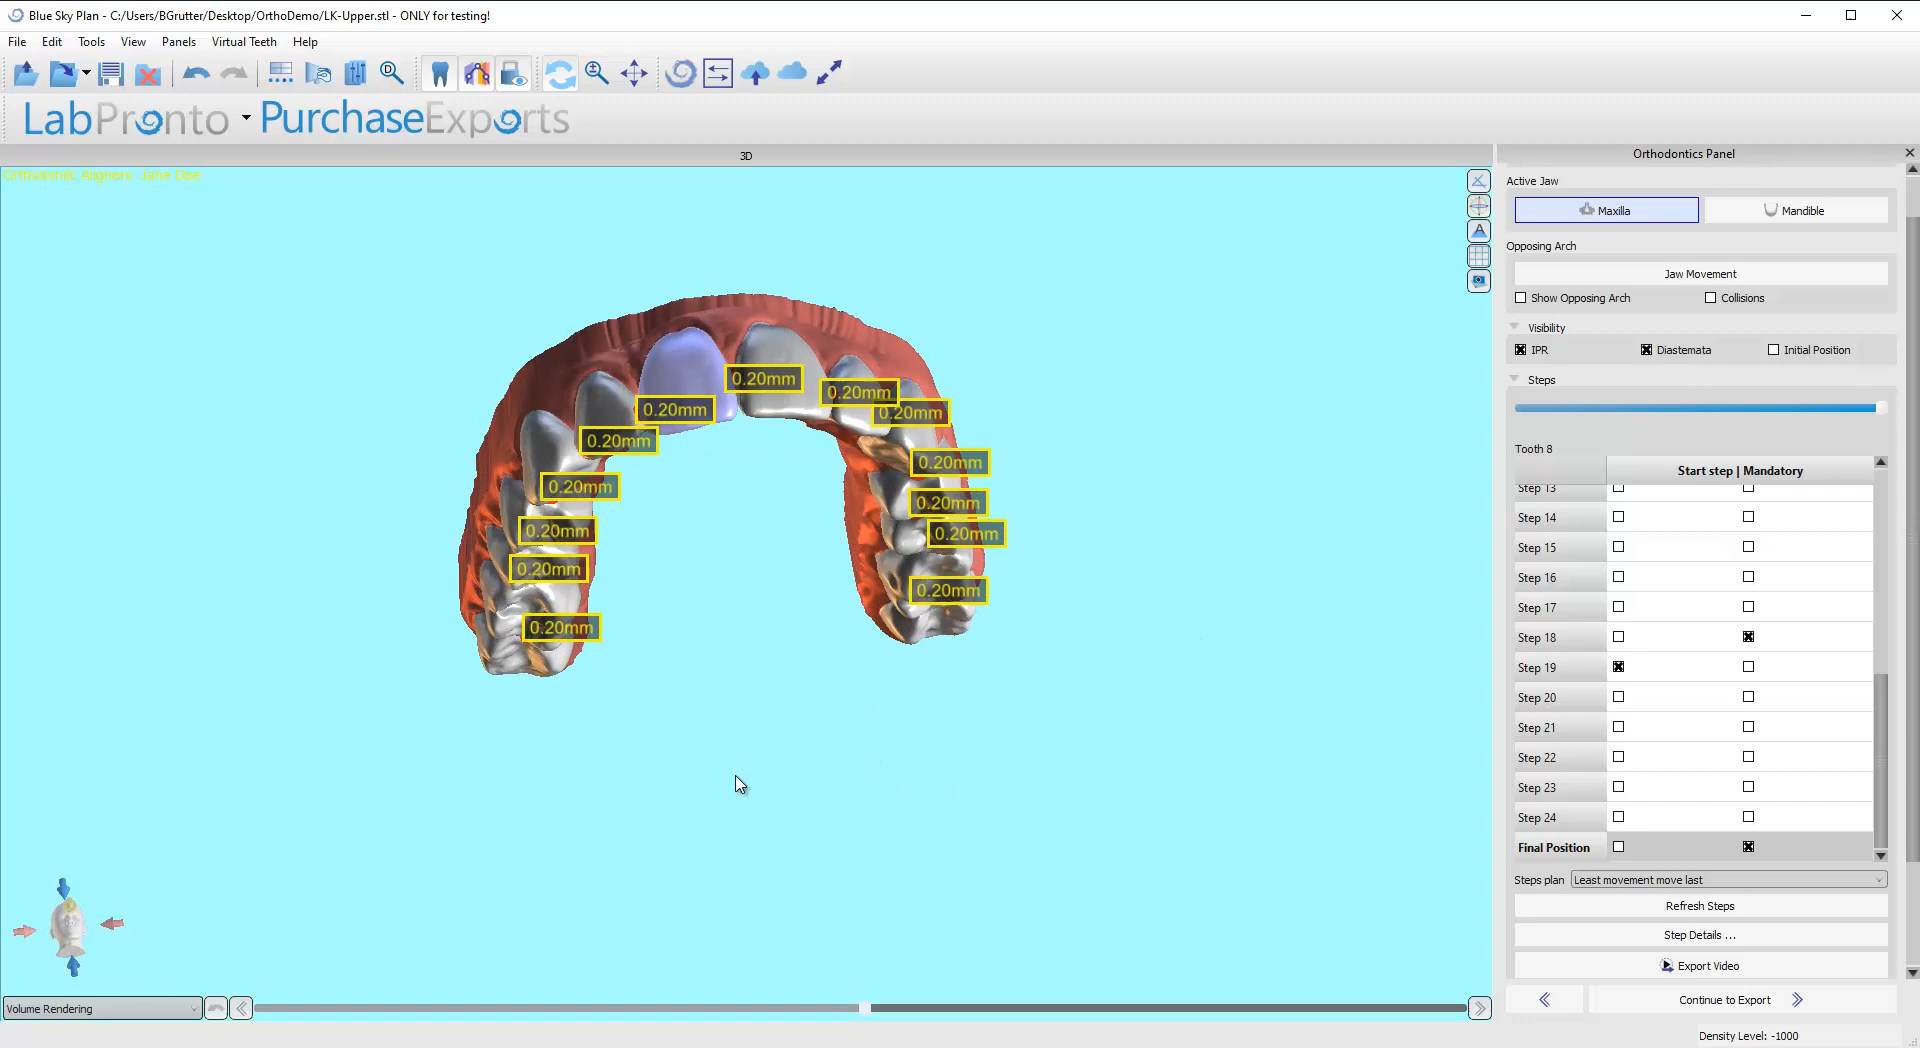 Blue Sky Plan - C:/Users/BGrutter/Desktop/OrthoDemo/LK-Upper.stl - ONLY for testing!
File Edit Tools View Panels Virtual Teeth Help
LabPronto PurchaseExports
3D
Orthodontic Aligners: Jane Doe
0.20mm
0.20mm
0.20mm
0.20mm
0.20mm
0.20mm
0.20mm
0.20mm
0.20mm
0.20mm
0.20mm
0.20mm
0.20mm
0.20mm
Volume Rendering
Orthodontics Panel
Active Jaw
Maxilla Mandible
Opposing Arch
Jaw Movement
Show Opposing Arch Collisions
Visibility
IPR Diastemata Initial Position
Steps
Tooth 8
Start step | Mandatory
Step 13
Step 14
Step 15
Step 16
Step 17
Step 18
Step 19
Step 20
Step 21
Step 22
Step 23
Step 24
Final Position
Steps plan Least movement move last
Refresh Steps
Step Details ...
Export Video
Continue to Export
Density Level: -1000